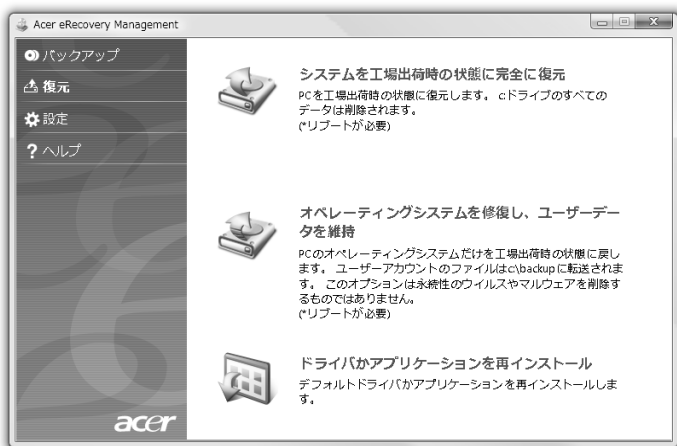 Acer eRecovery Management
バックアップ
復元
設定
? ヘルプ
システムを工場出荷時の状態に完全に復元
PCを工場出荷時の状態に復元します。 c:ドライブのすべての
データは削除されます。
(*リブートが必要)
オペレーティングシステムを修復し、ユーザーデー
タを維持
PCのオペレーティングシステムだけを工場出荷時の状態に戻し
ます。 ユーザーアカウントのファイルはc:\backupに転送されま
す。 このオプションは永続性のウイルスやマルウェアを削除す
るものではありません。
(*リブートが必要)
ドライバかアプリケーションを再インストール
デフォルトドライバかアプリケーションを再インストールしま
す。
acer